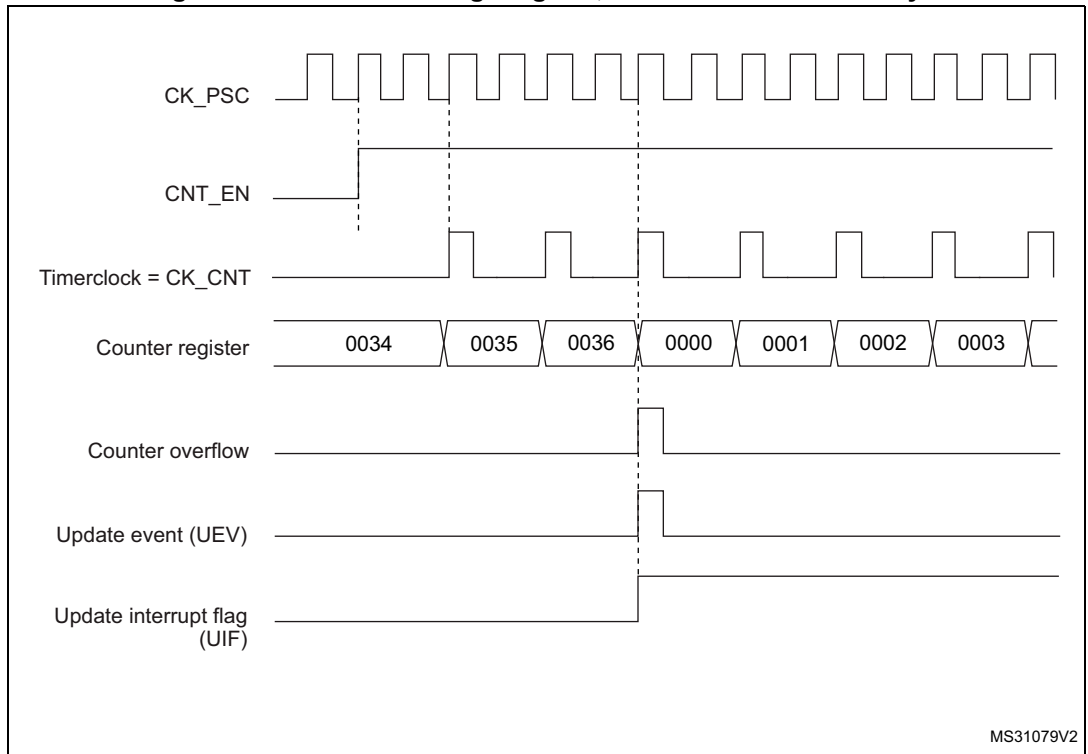 CK_PSC
CNT_EN
Timerclock = CK_CNT
Counter register
0034 0035 0036 0000 0001 0002 0003
Counter overflow
Update event (UEV)
Update interrupt flag
(UIF)
MS31079V2